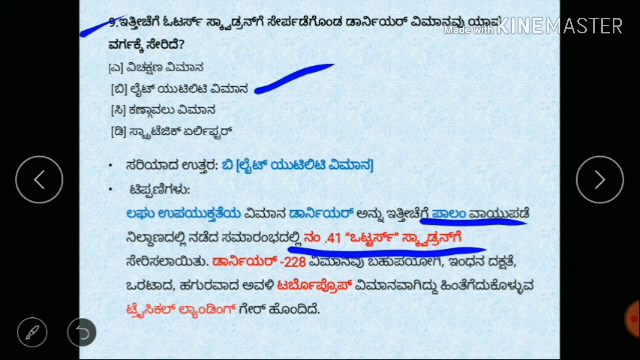 9.ಇತ್ತೀಚೆಗೆ ಓಟರ್ಸ್ ಸ್ಕ್ವಾಡ್ರನ್‌ಗೆ ಸೇರ್ಪಡೆಗೊಂಡ ಡಾರ್ನಿಯರ್ ವಿಮಾನವು ಯಾವ
Made with KINEMASTER
ವರ್ಗಕ್ಕೆ ಸೇರಿದೆ?
[ಎ] ವಿಚಕ್ಷಣ ವಿಮಾನ
[ಬಿ] ಲೈಟ್ ಯುಟಿಲಿಟಿ ವಿಮಾನ
[ಸಿ] ಕಣ್ಗಾವಲು ವಿಮಾನ
[ಡಿ] ಸ್ಟ್ರಾಟೆಜಿಕ್ ಏರ್ಲಿಫ್ಟರ್
• ಸರಿಯಾದ ಉತ್ತರ: ಬಿ [ಲೈಟ್ ಯುಟಿಲಿಟಿ ವಿಮಾನ]
• ಟಿಪ್ಪಣಿಗಳು:
ಲಘು ಉಪಯುಕ್ತತೆಯ ವಿಮಾನ ಡಾರ್ನಿಯರ್ ಅನ್ನು ಇತ್ತೀಚೆಗೆ ಪಾಲಂ ವಾಯುಪಡೆ
ನಿಲ್ದಾಣದಲ್ಲಿ ನಡೆದ ಸಮಾರಂಭದಲ್ಲಿ ನಂ .41 "ಒಟ್ಟರ್ಸ್" ಸ್ಕ್ವಾಡ್ರನ್‌ಗೆ
ಸೇರಿಸಲಾಯಿತು. ಡಾರ್ನಿಯರ್ -228 ವಿಮಾನವು ಬಹುಪಯೋಗಿ, ಇಂಧನ ದಕ್ಷತೆ,
ಒರಟಾದ, ಹಗುರವಾದ ಅವಳಿ ಟರ್ಬೊಪ್ರೊಪ್ ವಿಮಾನವಾಗಿದ್ದು ಹಿಂತೆಗೆದುಕೊಳ್ಳುವ
ಟ್ರೈಸಿಕಲ್ ಲ್ಯಾಂಡಿಂಗ್ ಗೇರ್ ಹೊಂದಿದೆ.